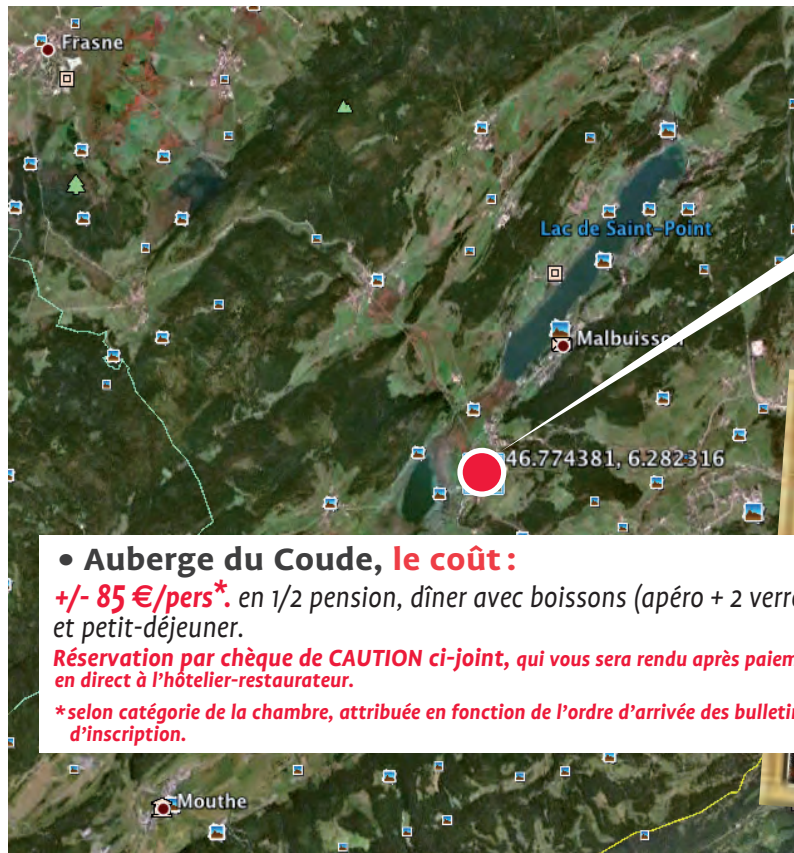 Frasne
Lac de Saint-Point
Malbuisson
46.774381, 6.282316
• Auberge du Coude, le coût :
+/- 85 €/pers*. en 1/2 pension, dîner avec boissons (apéro + 2 verre
et petit-déjeuner.
Réservation par chèque de CAUTION ci-joint, qui vous sera rendu après paiem
en direct à l'hôtelier-restaurateur.
*selon catégorie de la chambre, attribuée en fonction de l'ordre d'arrivée des bulletin
d'inscription.
Mouthe